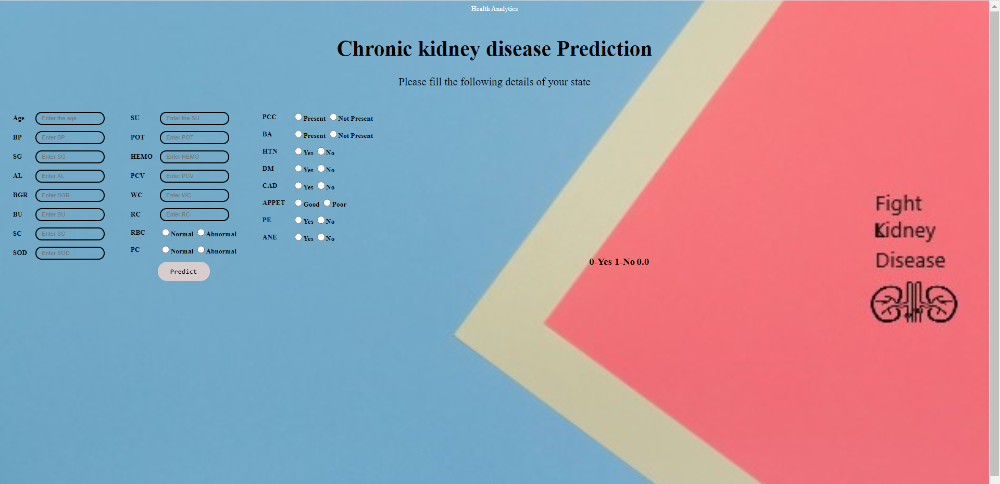 Health Analytics
Chronic kidney disease Prediction
Please fill the following details of your state
Age Enter the age
BP Enter BP
SG Enter SG
AL Enter AL
BGR Enter BGR
BU Enter BU
SC Enter SC
SOD Enter SOD
SU Enter the SU
POT Enter POT
HEMO Enter HEMO
PCV Enter PCV
WC Enter WC
RC Enter RC
RBC Normal Abnormal
PC Normal Abnormal
Predict
PCC Present Not Present
BA Present Not Present
HTN Yes No
DM Yes No
CAD Yes No
APPET Good Poor
PE Yes No
ANE Yes No
0-Yes 1-No 0.0
Fight
Kidney
Disease